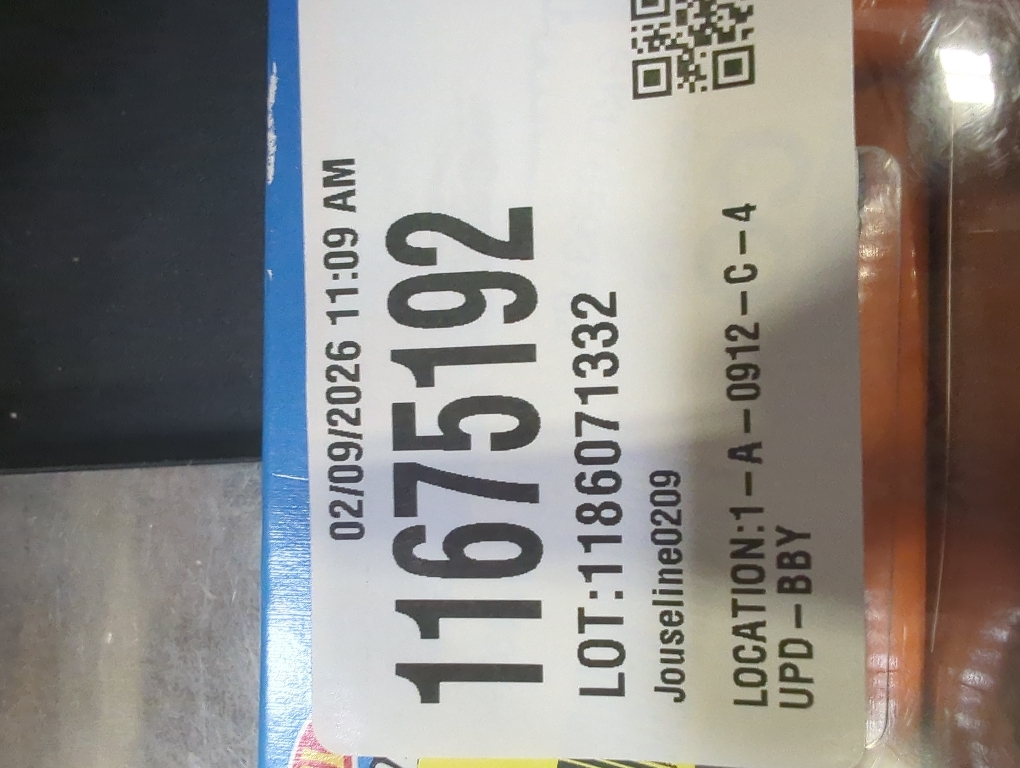 02/09/2026 11:09 AM
11675192
LOT:1186071332
Jouseline0209
LOCATION:1-A-0912-C-4
UPD-BBY